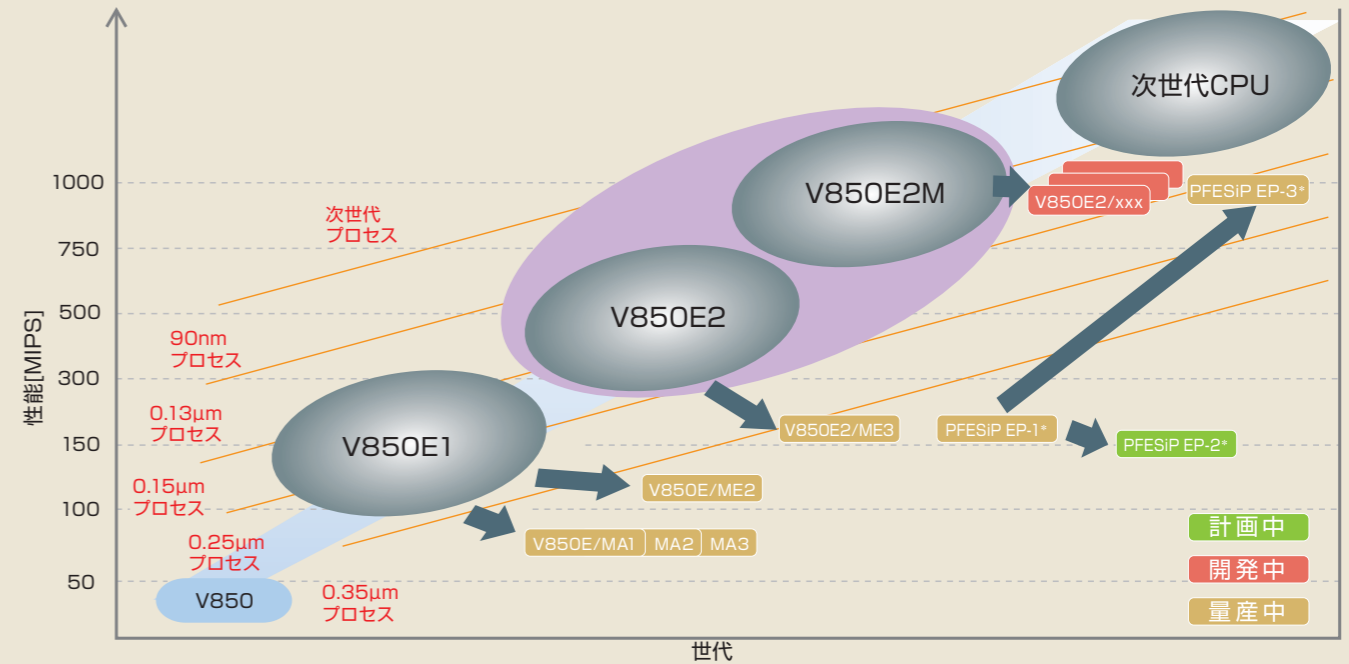 次世代CPU
1000
V850E2M
V850E2/xxx
PFESiP EP-3*
次世代
プロセス
750
500
V850E2
性能[MIPS]
90nm
プロセス
300
0.13μm
プロセス
V850E1
V850E2/ME3
PFESiP EP-1*
PFESiP EP-2*
150
0.15μm
プロセス
V850E/ME2
100
0.25μm
プロセス
V850E/MA1 MA2 MA3
計画中
50
開発中
V850
0.35μm
プロセス
量産中
世代